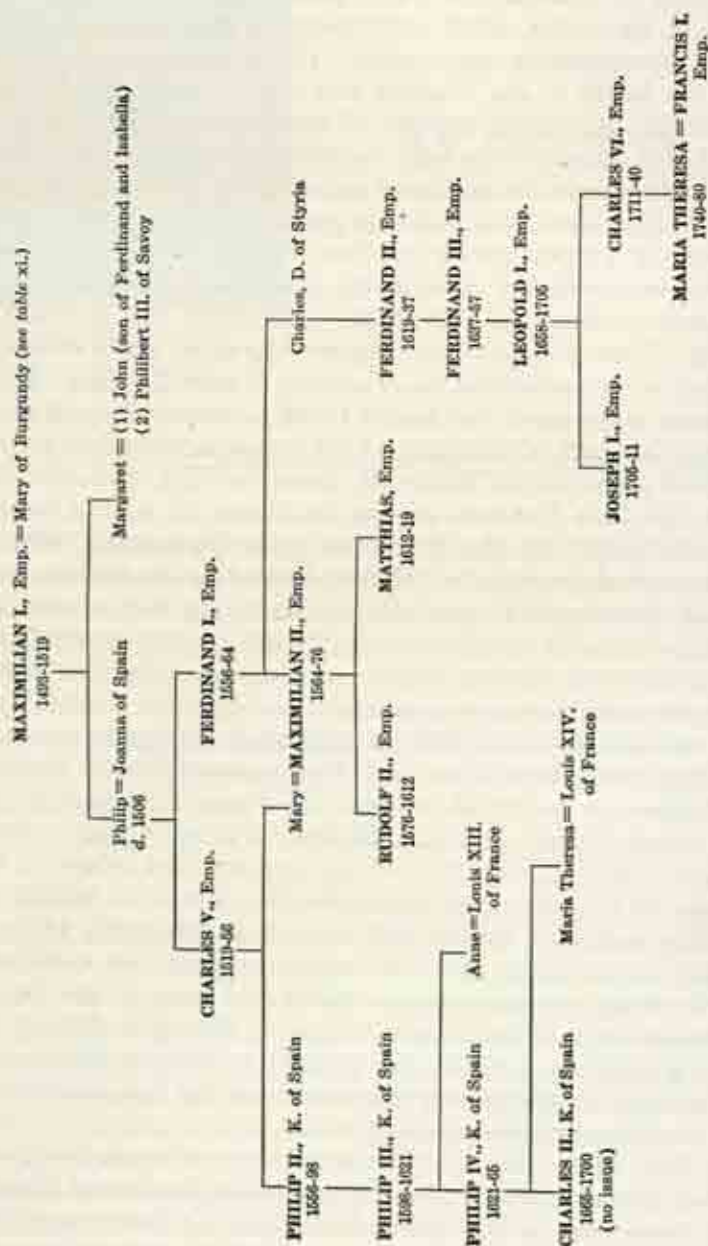 MAXIMILIAN I., Emp. = Mary of Burgundy (see table xi.)
1493-1519
Philip = Joanna of Spain
d. 1506
Margaret = (1) John (son of Ferdinand and Isabella)
(2) Philibert III. of Savoy
CHARLES V., Emp.
1519-56
FERDINAND I., Emp.
1556-64
PHILIP II., K. of Spain
1556-98
Mary = MAXIMILIAN II., Emp.
1564-76
Charles, D. of Styria
PHILIP III., K. of Spain
1598-1621
RUDOLF II., Emp.
1576-1612
MATTHIAS, Emp.
1612-19
FERDINAND II., Emp.
1619-37
PHILIP IV., K. of Spain
1621-65
Anne = Louis XIII.
of France
FERDINAND III., Emp.
1637-57
CHARLES II., K. of Spain
1665-1700
(no issue)
Maria Theresa = Louis XIV.
of France
LEOPOLD I., Emp.
1658-1705
JOSEPH I., Emp.
1705-11
CHARLES VI., Emp.
1711-40
MARIA THERESA = FRANCIS I.
1740-80
Emp.